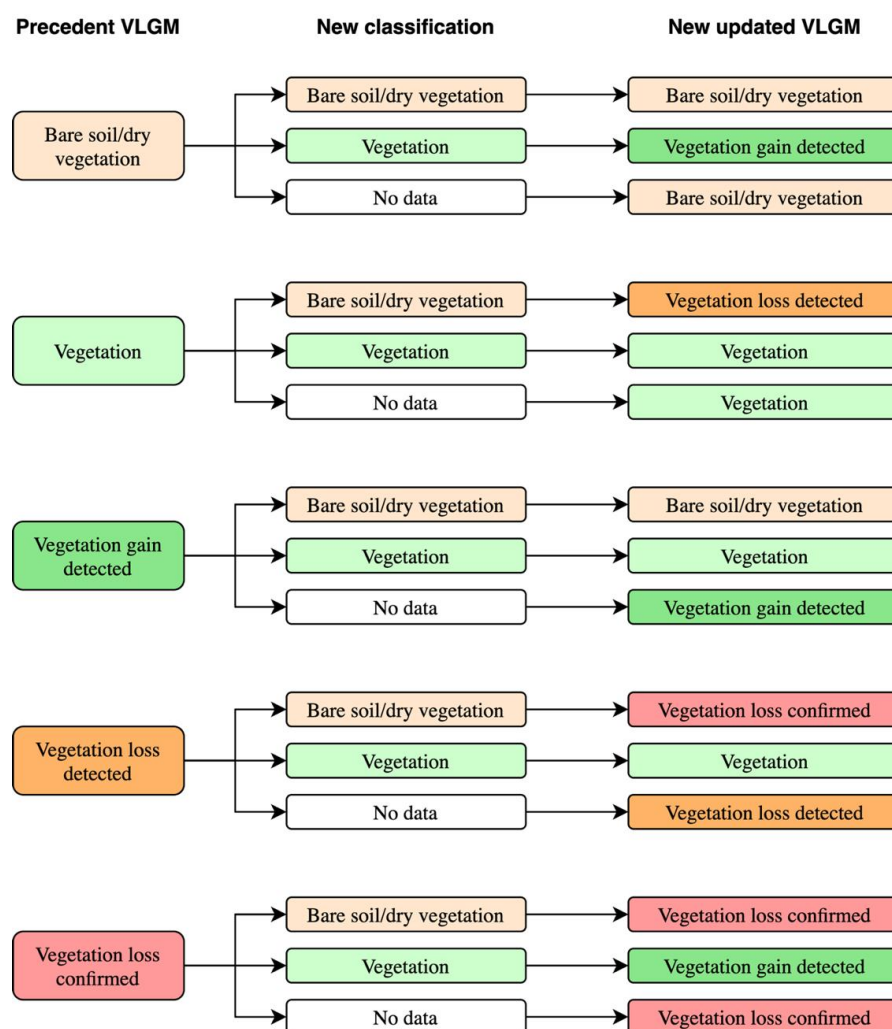 Precedent VLGM
New classification
New updated VLGM
Bare soil/dry
vegetation
Bare soil/dry vegetation
Bare soil/dry vegetation
Vegetation
Vegetation gain detected
No data
Bare soil/dry vegetation
Vegetation
Bare soil/dry vegetation
Vegetation loss detected
Vegetation
Vegetation
No data
Vegetation
Vegetation gain
detected
Bare soil/dry vegetation
Bare soil/dry vegetation
Vegetation
Vegetation
No data
Vegetation gain detected
Vegetation loss
detected
Bare soil/dry vegetation
Vegetation loss confirmed
Vegetation
Vegetation
No data
Vegetation loss detected
Vegetation loss
confirmed
Bare soil/dry vegetation
Vegetation loss confirmed
Vegetation
Vegetation gain detected
No data
Vegetation loss confirmed